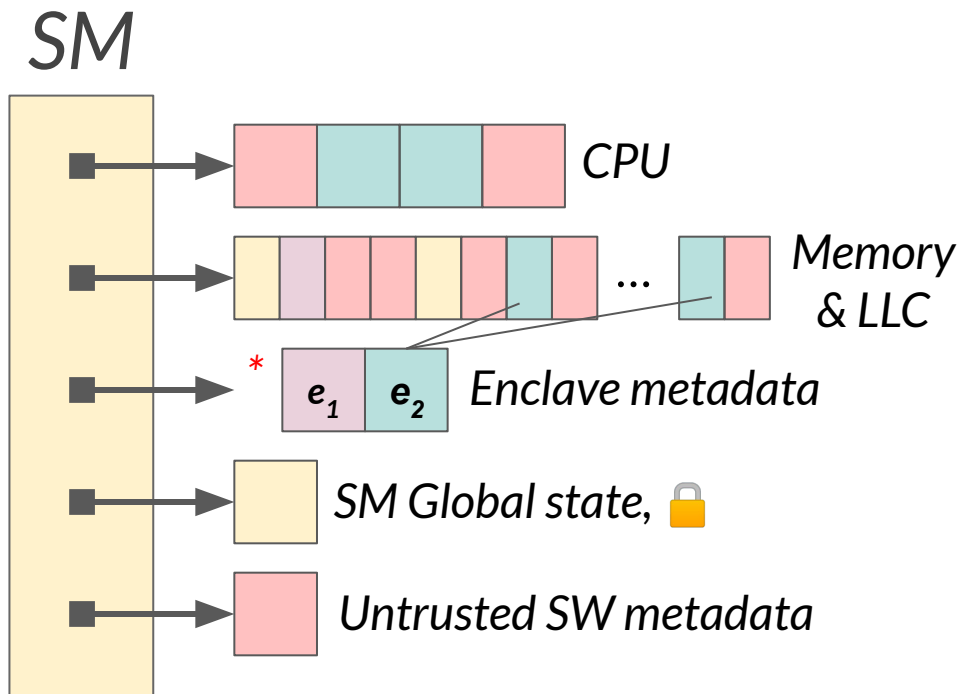 SM
CPU
...
Memory
& LLC
*
e1 e2
Enclave metadata
SM Global state, 🔒
Untrusted SW metadata